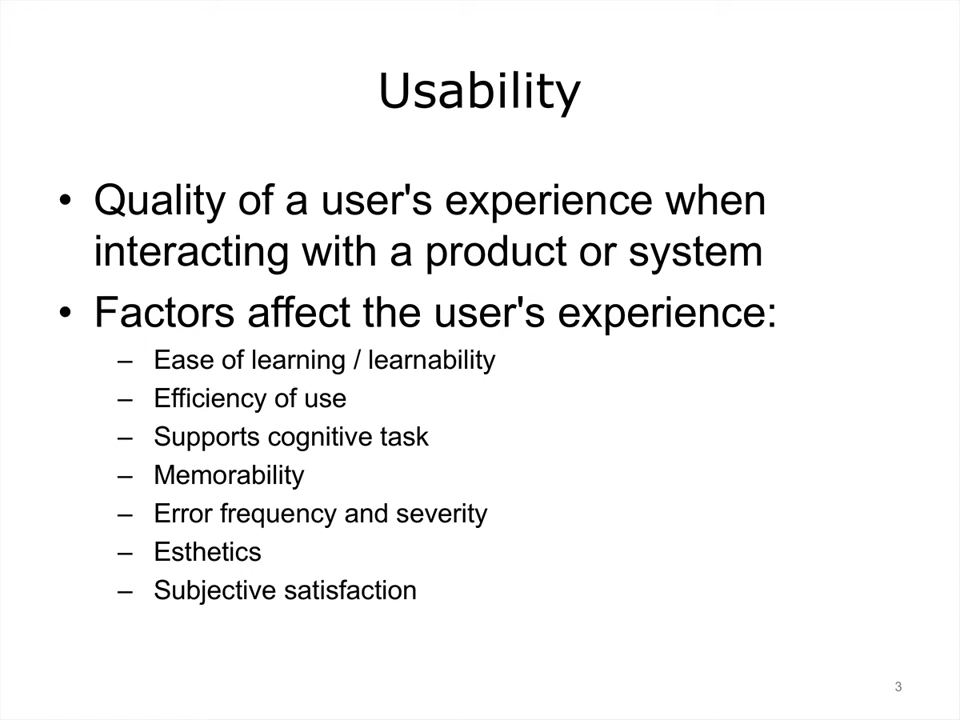 Usability
• Quality of a user's experience when
interacting with a product or system
• Factors affect the user's experience:
– Ease of learning / learnability
– Efficiency of use
– Supports cognitive task
– Memorability
– Error frequency and severity
– Esthetics
– Subjective satisfaction
3